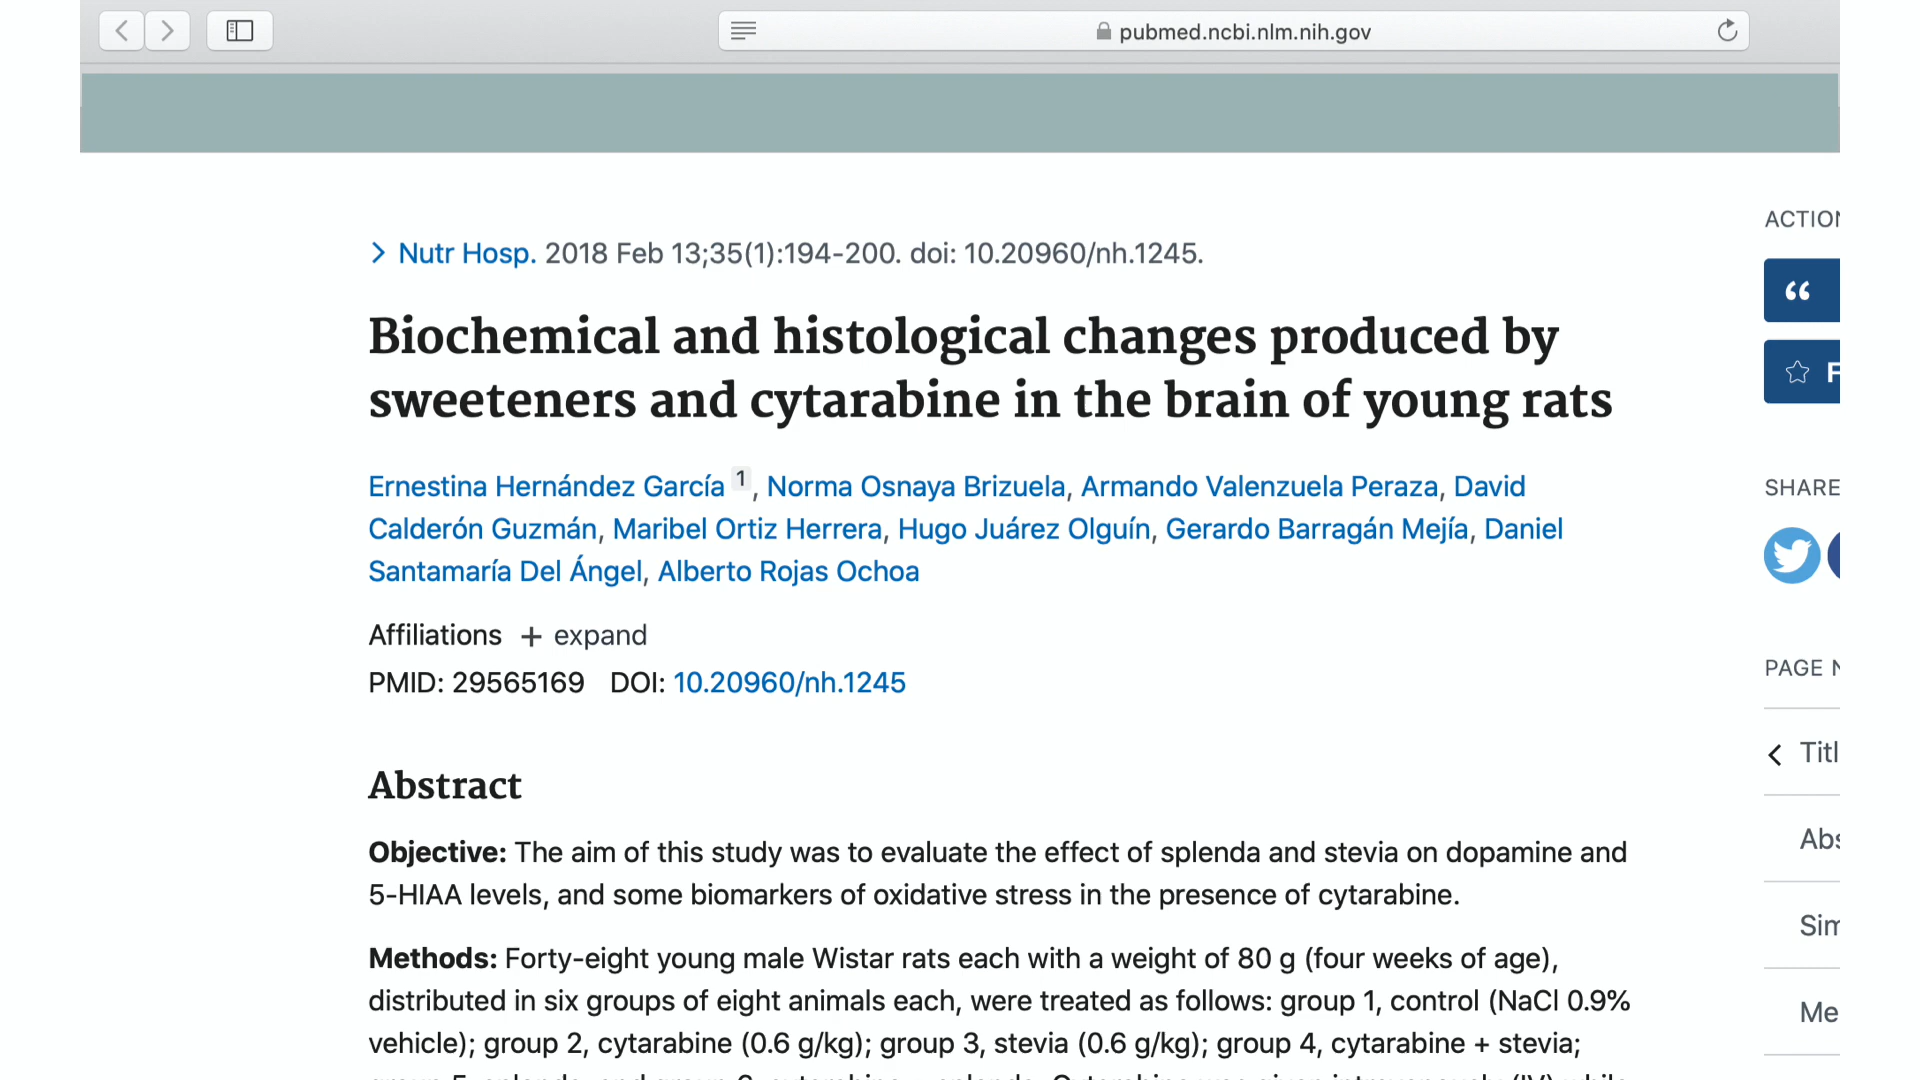 pubmed.ncbi.nlm.nih.gov
> Nutr Hosp. 2018 Feb 13;35(1):194-200. doi: 10.20960/nh.1245.
Biochemical and histological changes produced by
sweeteners and cytarabine in the brain of young rats
Ernestina Hernández García 1, Norma Osnaya Brizuela, Armando Valenzuela Peraza, David
Calderón Guzmán, Maribel Ortiz Herrera, Hugo Juárez Olguín, Gerardo Barragán Mejía, Daniel
Santamaría Del Ángel, Alberto Rojas Ochoa
Affiliations + expand
PMID: 29565169 DOI: 10.20960/nh.1245
Abstract
Objective: The aim of this study was to evaluate the effect of splenda and stevia on dopamine and
5-HIAA levels, and some biomarkers of oxidative stress in the presence of cytarabine.
Methods: Forty-eight young male Wistar rats each with a weight of 80 g (four weeks of age),
distributed in six groups of eight animals each, were treated as follows: group 1, control (NaCl 0.9%
vehicle); group 2, cytarabine (0.6 g/kg); group 3, stevia (0.6 g/kg); group 4, cytarabine + stevia;
ACTION
“
F
SHARE
PAGE N
< Titl
Abs
Sim
Me